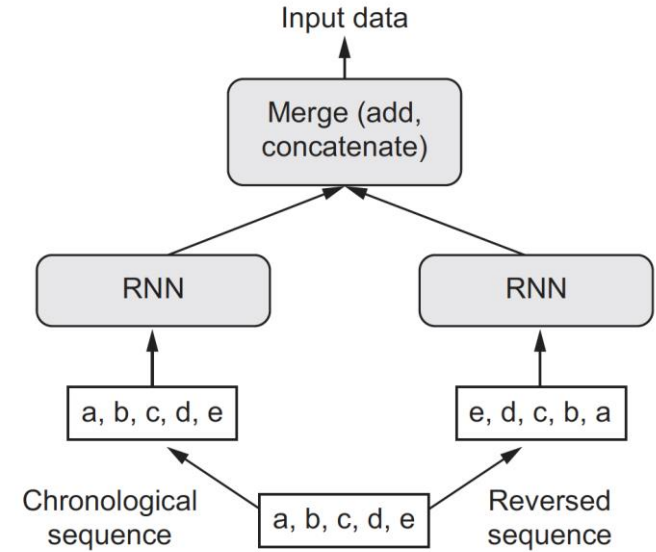 Input data
Merge (add,
concatenate)
RNN
RNN
a, b, c, d, e
e, d, c, b, a
Chronological
sequence
a, b, c, d, e
Reversed
sequence